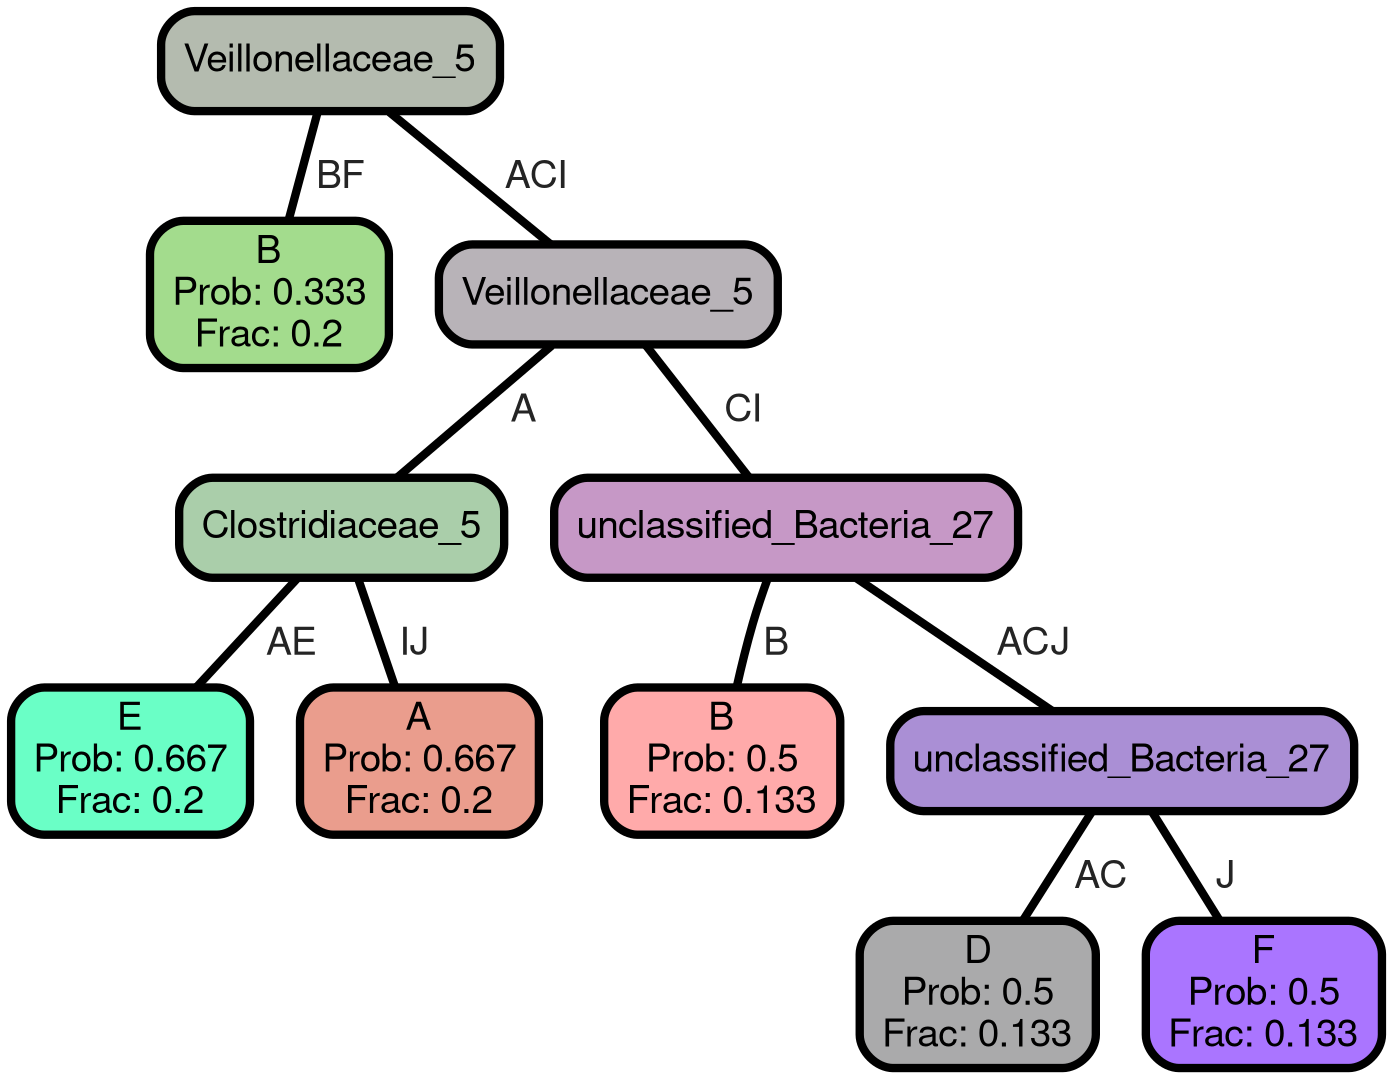 Veillonellaceae_5
BF
ACI
B
Prob: 0.333
Frac: 0.2
Veillonellaceae_5
A
CI
Clostridiaceae_5
unclassified_Bacteria_27
AE
IJ
B
ACJ
E
Prob: 0.667
Frac: 0.2
A
Prob: 0.667
Frac: 0.2
B
Prob: 0.5
Frac: 0.133
unclassified_Bacteria_27
AC
J
D
Prob: 0.5
Frac: 0.133
F
Prob: 0.5
Frac: 0.133